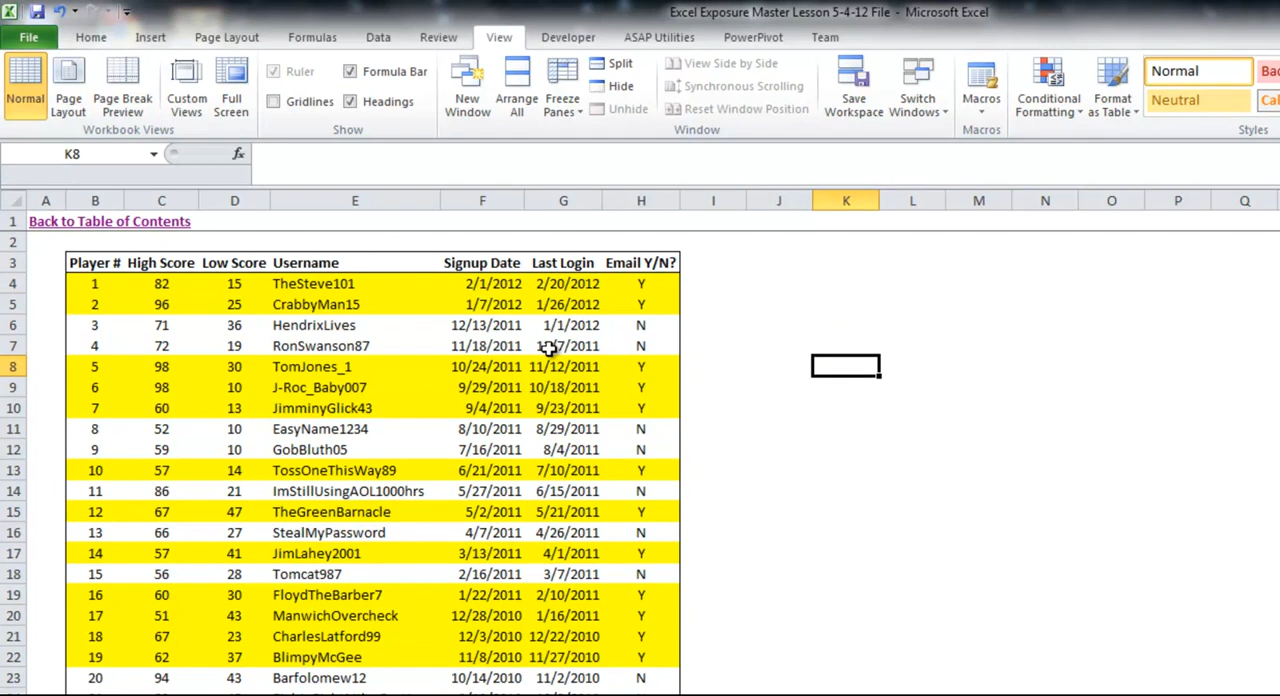 Excel Exposure Master Lesson 5-4-12 File - Microsoft Excel
File Home Insert Page Layout Formulas Data Review View Developer ASAP Utilities PowerPivot Team
Normal Page Layout Page Break Preview Custom Views Full Screen
Workbook Views
Ruler Formula Bar
Gridlines Headings
Show
New Window Arrange All Freeze Panes
Split
Hide
Unhide
View Side by Side
Synchronous Scrolling
Reset Window Position
Save Workspace Switch Windows
Window
Macros
Macros
Conditional Formatting Format as Table
Normal
Neutral
Styles
K8 fx
A B C D E F G H I J K L M N O P Q
1 Back to Table of Contents
2
3 Player # High Score Low Score Username Signup Date Last Login Email Y/N?
4 1 82 15 TheSteve101 2/1/2012 2/20/2012 Y
5 2 96 25 CrabbyMan15 1/7/2012 1/26/2012 Y
6 3 71 36 HendrixLives 12/13/2011 1/1/2012 N
7 4 72 19 RonSwanson87 11/18/2011 N
8 5 98 30 TomJones_1 10/24/2011 11/12/2011 Y
9 6 98 10 J-Roc_Baby007 9/29/2011 10/18/2011 Y
10 7 60 13 JimminyGlick43 9/4/2011 9/23/2011 Y
11 8 52 10 EasyName1234 8/10/2011 8/29/2011 N
12 9 59 10 GobBluth05 7/16/2011 8/4/2011 N
13 10 57 14 TossOneThisWay89 6/21/2011 7/10/2011 Y
14 11 86 21 ImStillUsingAOL1000hrs 5/27/2011 6/15/2011 N
15 12 67 47 TheGreenBarnacle 5/2/2011 5/21/2011 Y
16 13 66 27 StealMyPassword 4/7/2011 4/26/2011 N
17 14 57 41 JimLahey2001 3/13/2011 4/1/2011 Y
18 15 56 28 Tomcat987 2/16/2011 3/7/2011 N
19 16 60 30 FloydTheBarber7 1/22/2011 2/10/2011 Y
20 17 51 43 ManwichOvercheck 12/28/2010 1/16/2011 Y
21 18 67 23 CharlesLatford99 12/3/2010 12/22/2010 Y
22 19 62 37 BlimpyMcGee 11/8/2010 11/27/2010 Y
23 20 94 43 Barfolomew12 10/14/2010 11/2/2010 N